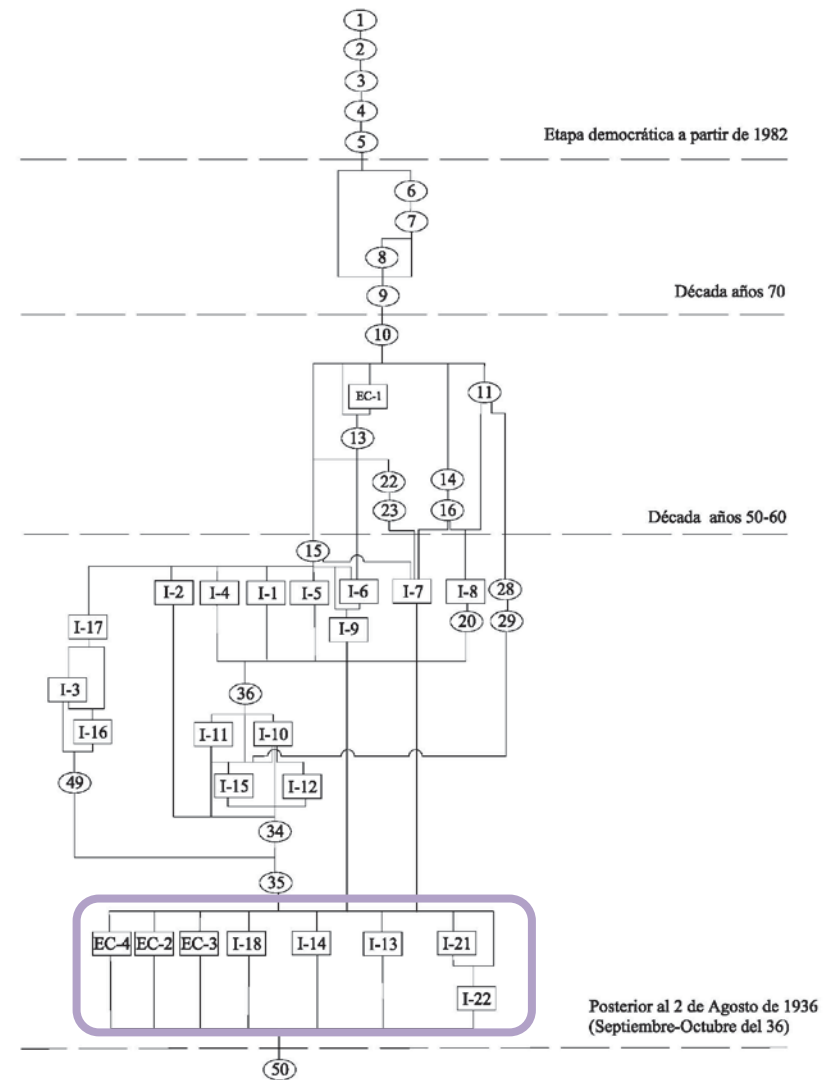 1
2
3
4
5
Etapa democrática a partir de 1982
6
7
8
9
Década años 70
10
EC-1
11
13
22
14
23
16
Década años 50-60
15
I-2
I-4
I-1
I-5
I-6
I-7
I-8
28
I-17
I-9
20
29
I-3
36
I-16
I-11
I-10
49
I-15
I-12
34
35
EC-4
EC-2
EC-3
I-18
I-14
I-13
I-21
I-22
Posterior al 2 de Agosto de 1936
(Septiembre-Octubre del 36)
50